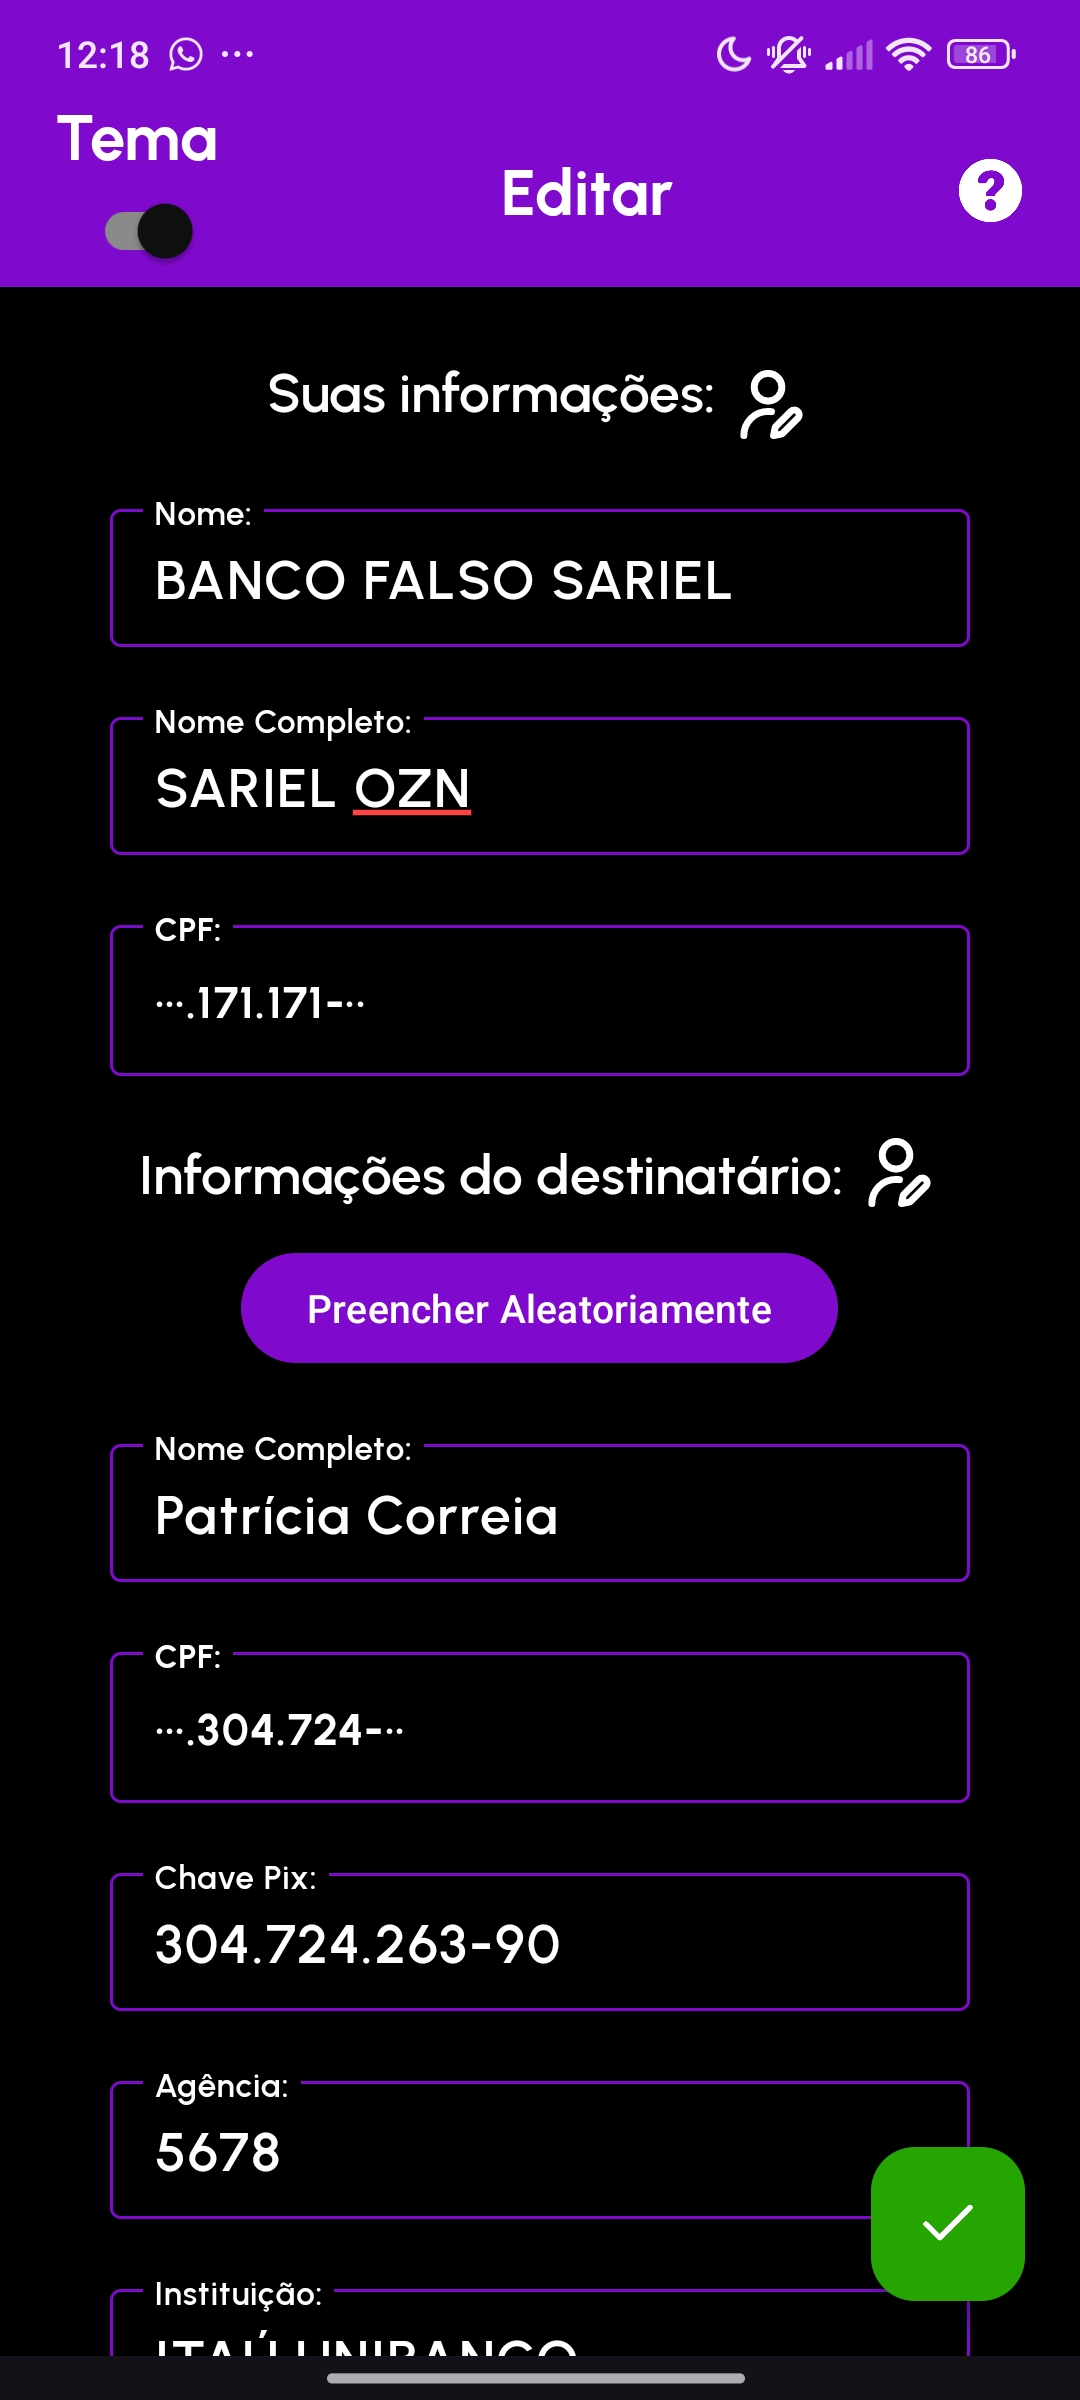 12:18
86
Tema
Editar
Suas informações:
Nome:
BANCO FALSO SARIEL
Nome Completo:
SARIEL OZN
CPF:
•••.171.171-••
Informações do destinatário:
Preencher Aleatoriamente
Nome Completo:
Patrícia Correia
CPF:
•••.304.724-••
Chave Pix:
304.724.263-90
Agência:
5678
Instituição:
ITAÚ UNIBANCO